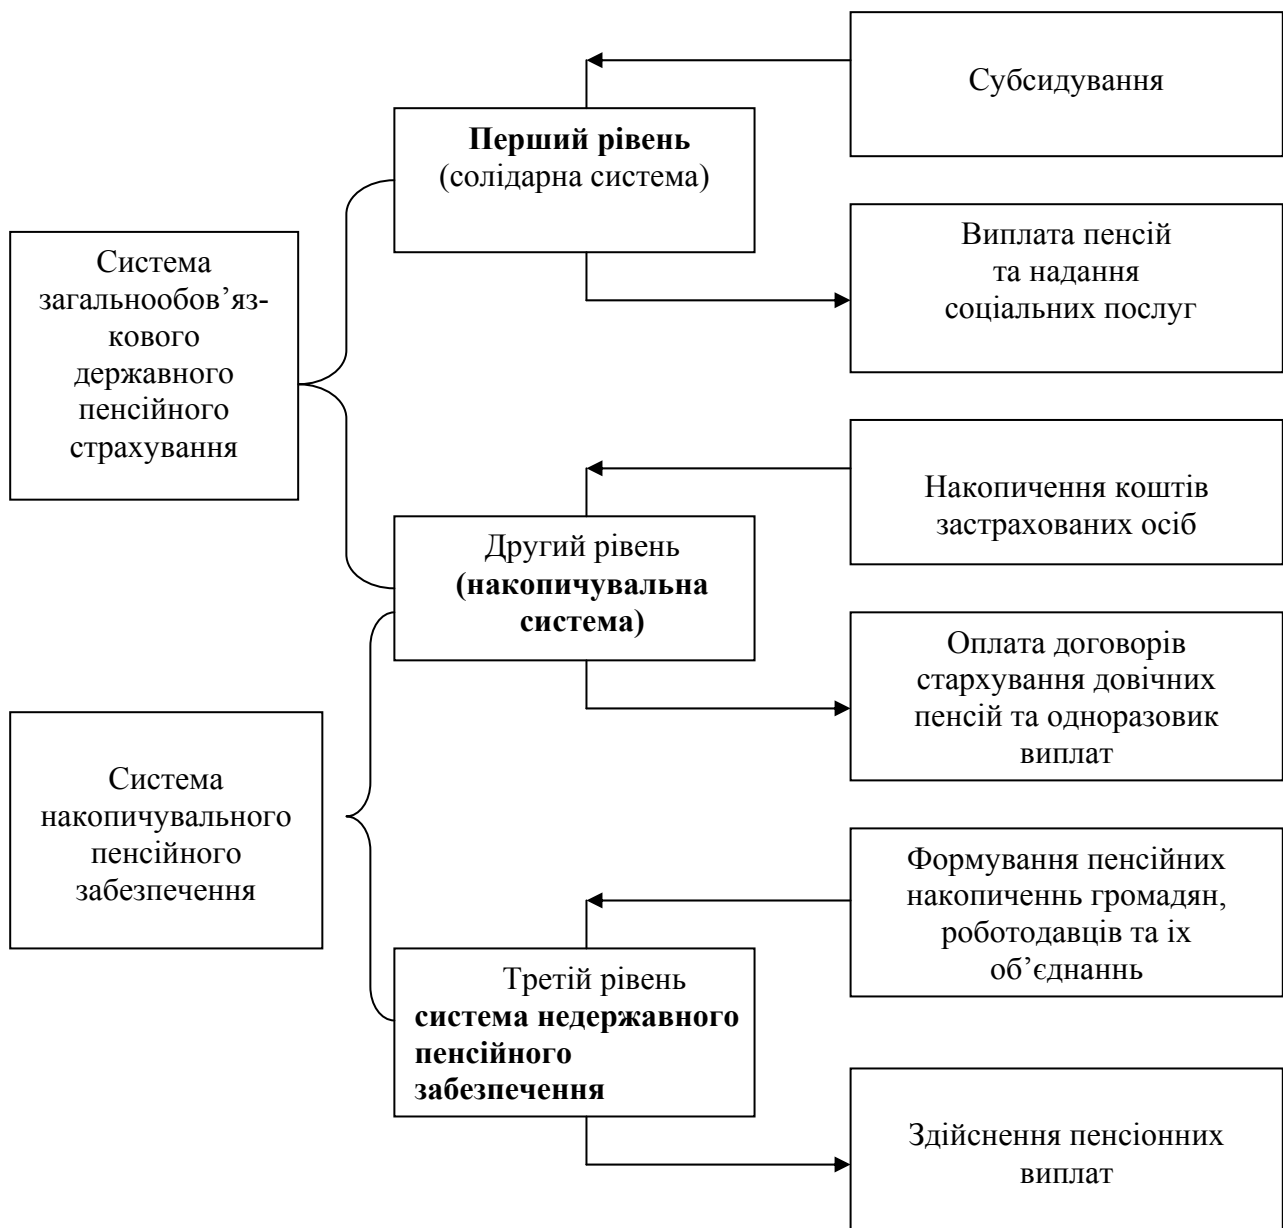 Субсидування
Перший рівень
(солідарна система)
Виплата пенсій
та надання
соціальних послуг
Система
загальнообов’яз-
кового
державного
пенсійного
страхування
Накопичення коштів
застрахованих осіб
Другий рівень
(накопичувальна
система)
Оплата договорів
стархування довічних
пенсій та одноразовик
виплат
Система
накопичувального
пенсійного
забезпечення
Формування пенсійних
накопиченнь громадян,
роботодавців та іх
об’єднаннь
Третій рівень
система недержавного
пенсійного
забезпечення
Здійснення пенсіонних
виплат